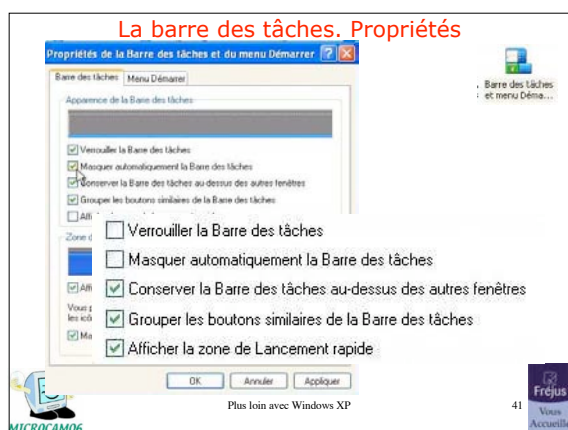 La barre des tâches. Propriétés
Propriétés de la Barre des tâches et du menu Démarrer
Barre des tâches
Menu Démarrer
Apparence de la Barre des tâches
Verrouiller la Barre des tâches
Masquer automatiquement la Barre des tâches
Conserver la Barre des tâches au-dessus des autres fenêtres
Grouper les boutons similaires de la Barre des tâches
Barre des tâches
et menu Déma...
Zone
Vous
les
Verrouiller la Barre des tâches
Masquer automatiquement la Barre des tâches
Conserver la Barre des tâches au-dessus des autres fenêtres
Grouper les boutons similaires de la Barre des tâches
Afficher la zone de Lancement rapide
OK
Annuler
Appliquer
MICROCAM06
Plus loin avec Windows XP
41
Fréjus
Vous
Accueille